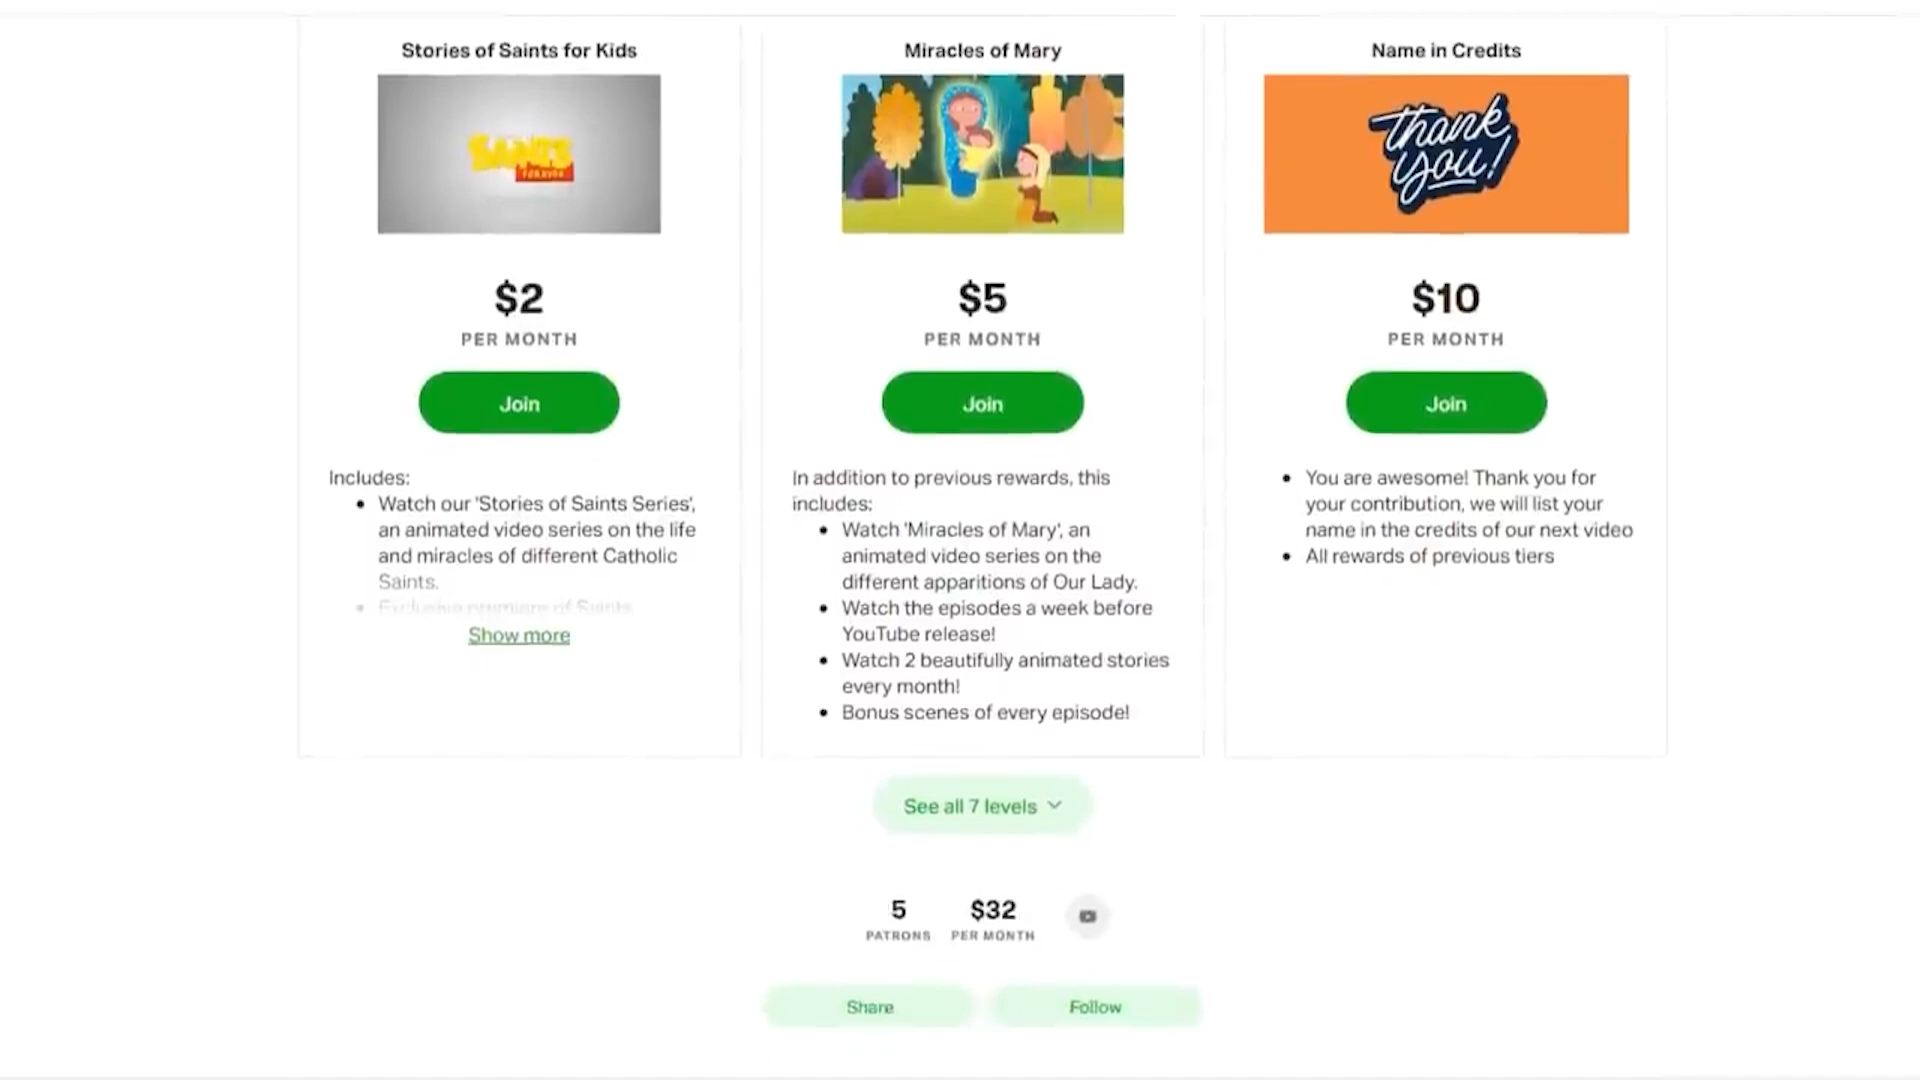 Stories of Saints for Kids
SAINTS
$2
PER MONTH
Join
Includes:
• Watch our 'Stories of Saints Series',
an animated video series on the life
and miracles of different Catholic
Saints.
• Exclusive premiere of Saints
Show more
Miracles of Mary
$5
PER MONTH
Join
In addition to previous rewards, this
includes:
• Watch 'Miracles of Mary', an
animated video series on the
different apparitions of Our Lady.
• Watch the episodes a week before
YouTube release!
• Watch 2 beautifully animated stories
every month!
• Bonus scenes of every episode!
Name in Credits
thank
you!
$10
PER MONTH
Join
• You are awesome! Thank you for
your contribution, we will list your
name in the credits of our next video
• All rewards of previous tiers
See all 7 levels
5
PATRONS
$32
PER MONTH
Share
Follow